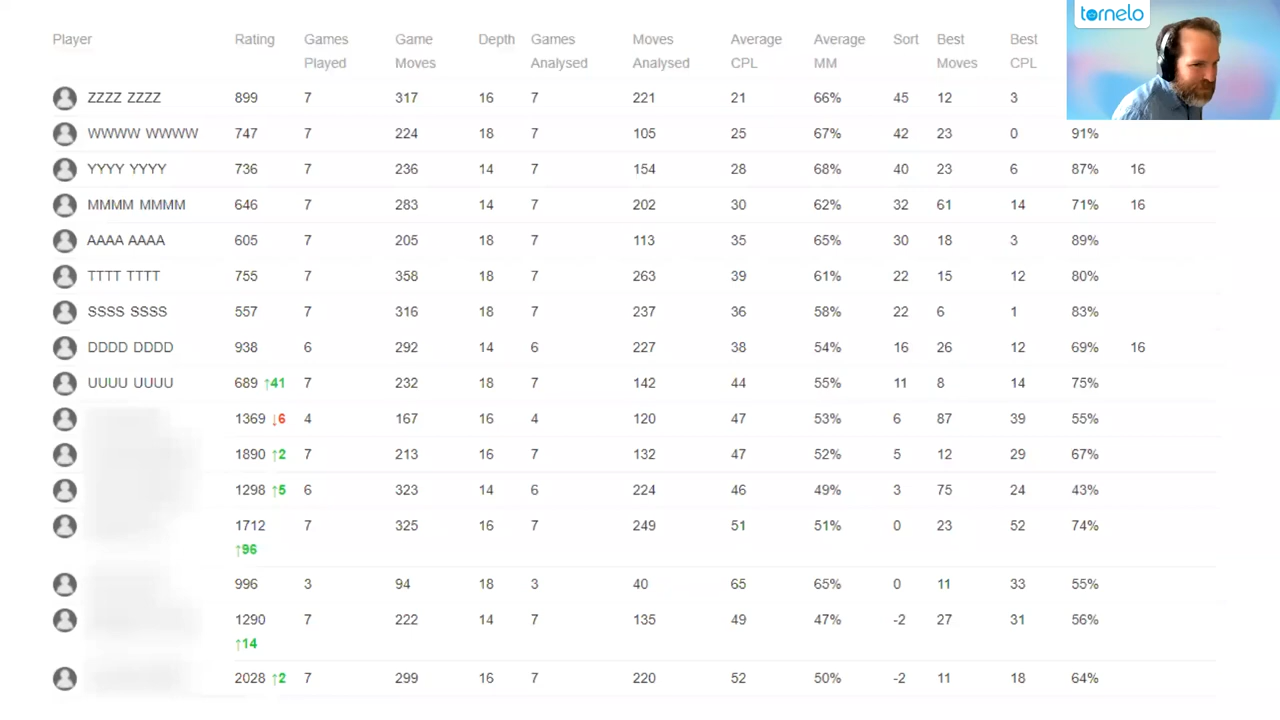 tornelo
Player Rating Games Played Game Moves Depth Games Analysed Moves Analysed Average CPL Average MM Sort Best Moves Best CPL
ZZZZ ZZZZ 899 7 317 16 7 221 21 66% 45 12 3
WWWW WWWW 747 7 224 18 7 105 25 67% 42 23 0 91%
YYYY YYYY 736 7 236 14 7 154 28 68% 40 23 6 87% 16
MMMM MMMM 646 7 283 14 7 202 30 62% 32 61 14 71% 16
AAAA AAAA 605 7 205 18 7 113 35 65% 30 18 3 89%
TTTT TTTT 755 7 358 18 7 263 39 61% 22 15 12 80%
SSSS SSSS 557 7 316 18 7 237 36 58% 22 6 1 83%
DDDD DDDD 938 6 292 14 6 227 38 54% 16 26 12 69% 16
UUUU UUUU 689 ↑41 7 232 18 7 142 44 55% 11 8 14 75%
1369 ↓6 4 167 16 4 120 47 53% 6 87 39 55%
1890 ↑2 7 213 16 7 132 47 52% 5 12 29 67%
1298 ↑5 6 323 14 6 224 46 49% 3 75 24 43%
1712 7 325 16 7 249 51 51% 0 23 52 74%
↑96
996 3 94 18 3 40 65 65% 0 11 33 55%
1290 7 222 14 7 135 49 47% -2 27 31 56%
↑14
2028 ↑2 7 299 16 7 220 52 50% -2 11 18 64%